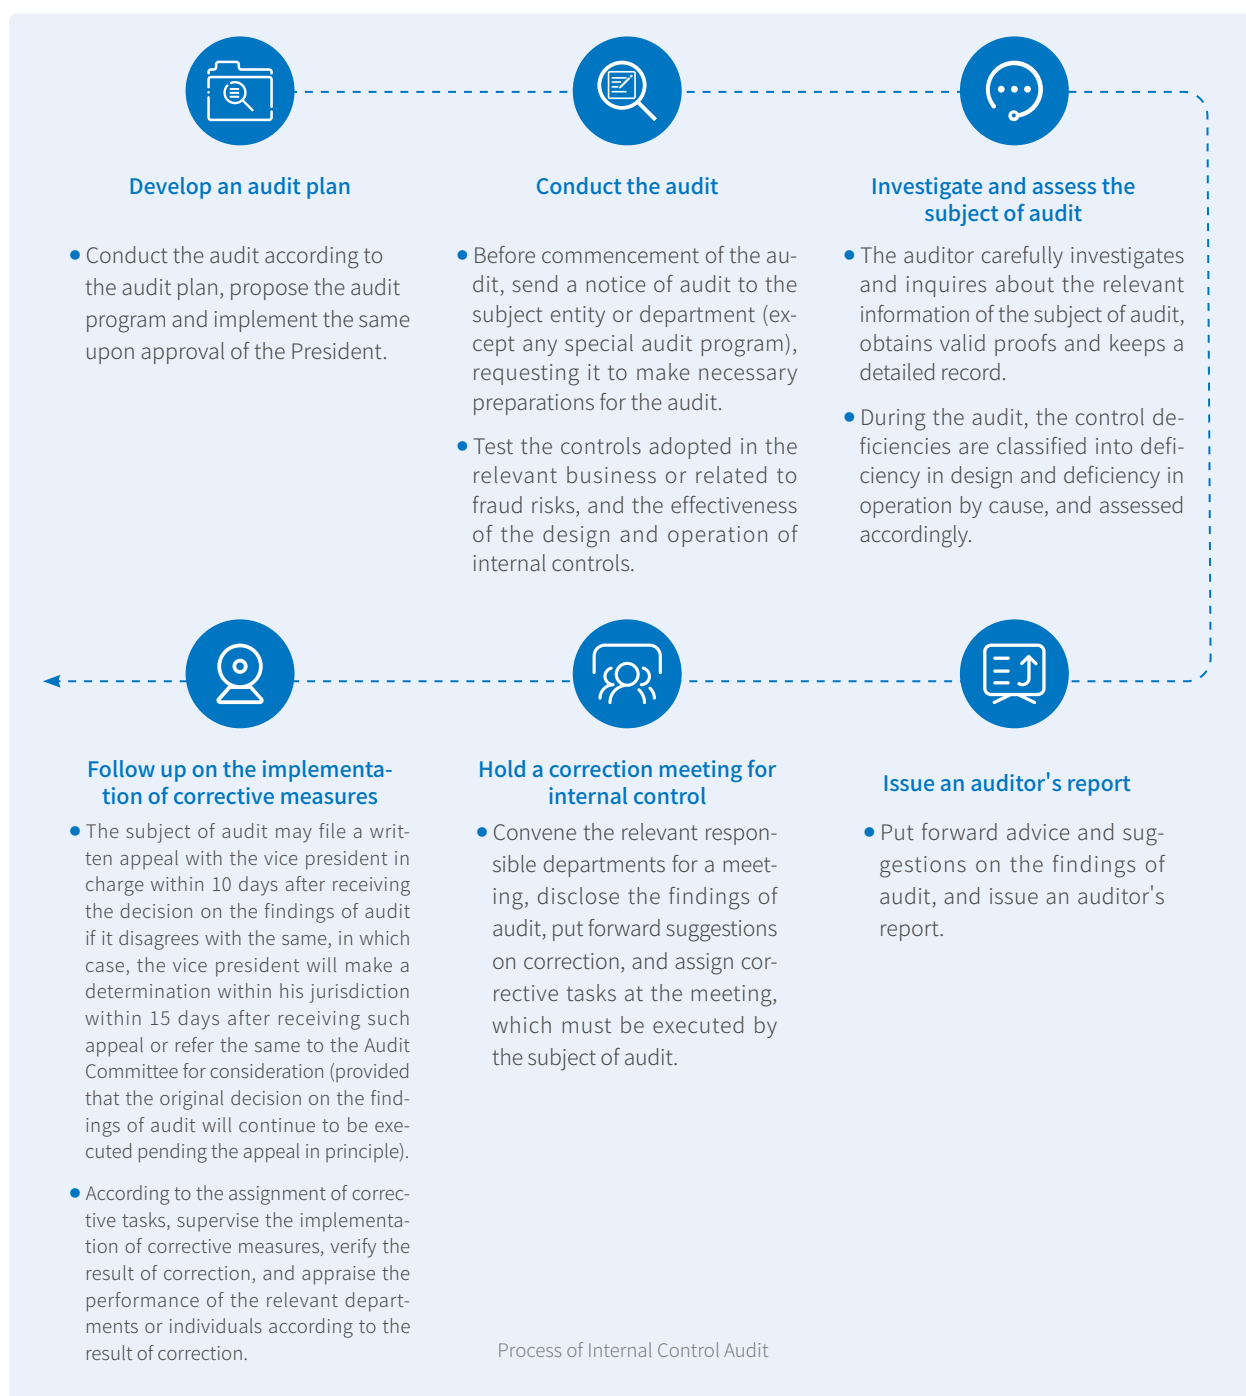 Develop an audit plan
Conduct the audit according to
the audit plan, propose the audit
program and implement the same
upon approval of the President.
Conduct the audit
Before commencement of the au-
dit, send a notice of audit to the
subject entity or department (ex-
cept any special audit program),
requesting it to make necessary
preparations for the audit.
Test the controls adopted in the
relevant business or related to
fraud risks, and the effectiveness
of the design and operation of
internal controls.
Investigate and assess the
subject of audit
The auditor carefully investigates
and inquires about the relevant
information of the subject of audit,
obtains valid proofs and keeps a
detailed record.
During the audit, the control de-
ficiencies are classified into defi-
ciency in design and deficiency in
operation by cause, and assessed
accordingly.
Issue an auditor's report
Put forward advice and sug-
gestions on the findings of
audit, and issue an auditor's
report.
Hold a correction meeting for
internal control
Convene the relevant respon-
sible departments for a meet-
ing, disclose the findings of
audit, put forward suggestions
on correction, and assign cor-
rective tasks at the meeting,
which must be executed by
the subject of audit.
Follow up on the implementa-
tion of corrective measures
The subject of audit may file a writ-
ten appeal with the vice president in
charge within 10 days after receiving
the decision on the findings of audit
if it disagrees with the same, in which
case, the vice president will make a
determination within his jurisdiction
within 15 days after receiving such
appeal or refer the same to the Audit
Committee for consideration (provided
that the original decision on the find-
ings of audit will continue to be exe-
cuted pending the appeal in principle).
According to the assignment of correc-
tive tasks, supervise the implementa-
tion of corrective measures, verify the
result of correction, and appraise the
performance of the relevant depart-
ments or individuals according to the
result of correction.
Process of Internal Control Audit